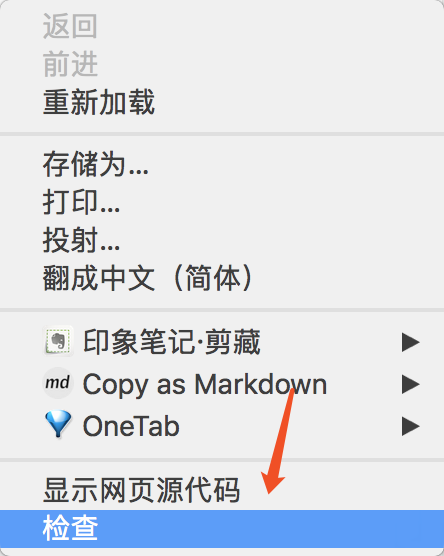 返回
前进
重新加载
存储为...
打印...
投射...
翻成中文（简体）
印象笔记·剪藏
md Copy as Markdown
OneTab
显示网页源代码
检查